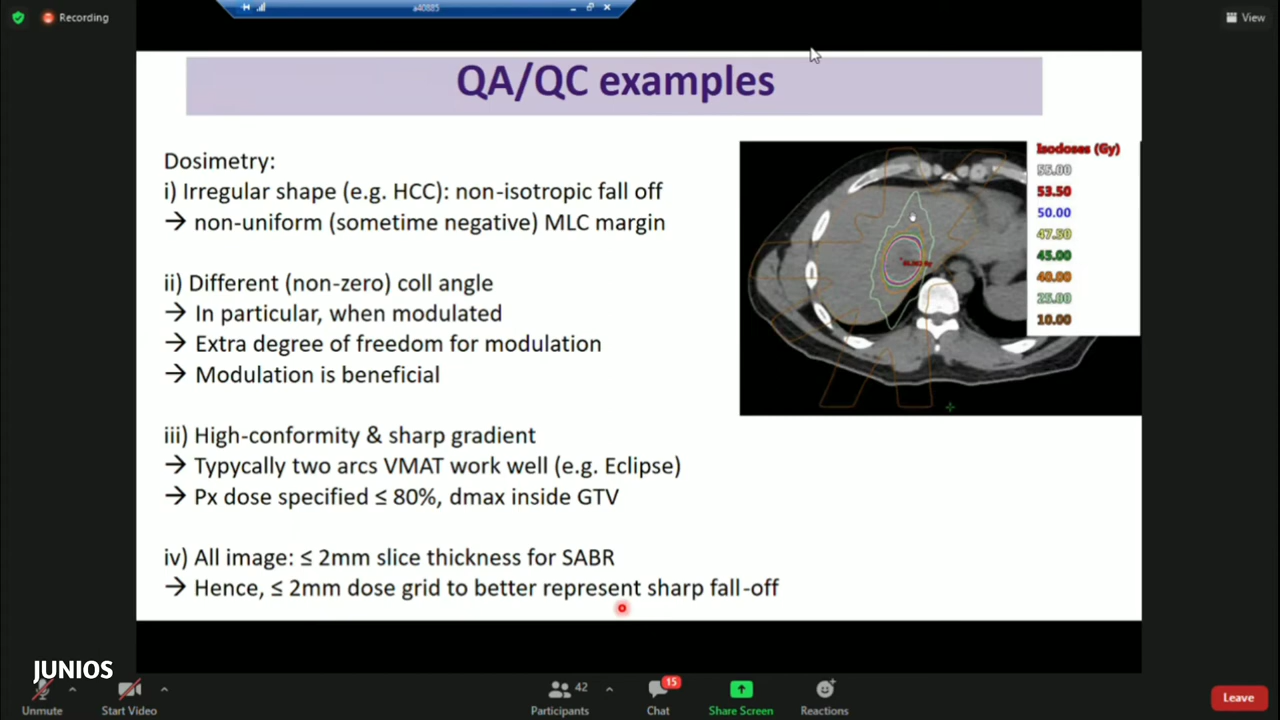 Recording
a40885
View
QA/QC examples
Dosimetry:
i) Irregular shape (e.g. HCC): non-isotropic fall off
→ non-uniform (sometime negative) MLC margin
ii) Different (non-zero) coll angle
→ In particular, when modulated
→ Extra degree of freedom for modulation
→ Modulation is beneficial
iii) High-conformity & sharp gradient
→ Typycally two arcs VMAT work well (e.g. Eclipse)
→ Px dose specified ≤ 80%, dmax inside GTV
iv) All image: ≤ 2mm slice thickness for SABR
→ Hence, ≤ 2mm dose grid to better represent sharp fall-off
Isodoses (Gy)
55.00
53.50
50.00
47.50
45.00
40.00
25.00
10.00
JUNIOS
Unmute
Start Video
42
Participants
15
Chat
Share Screen
Reactions
Leave